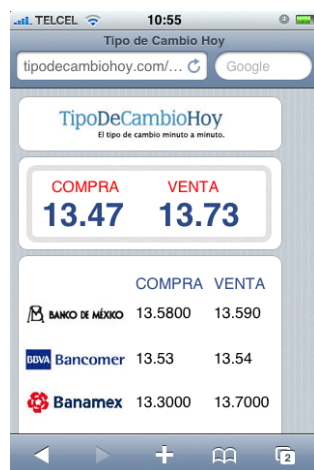 TELCEL 10:55
Tipo de Cambio Hoy
tipodecambiohoy.com/... Google
TipoDeCambioHoy
El tipo de cambio minuto a minuto.
COMPRA VENTA
13.47 13.73
COMPRA VENTA
BANCO DE MÉXICO 13.5800 13.590
BBVA Bancomer 13.53 13.54
Banamex 13.3000 13.7000
2